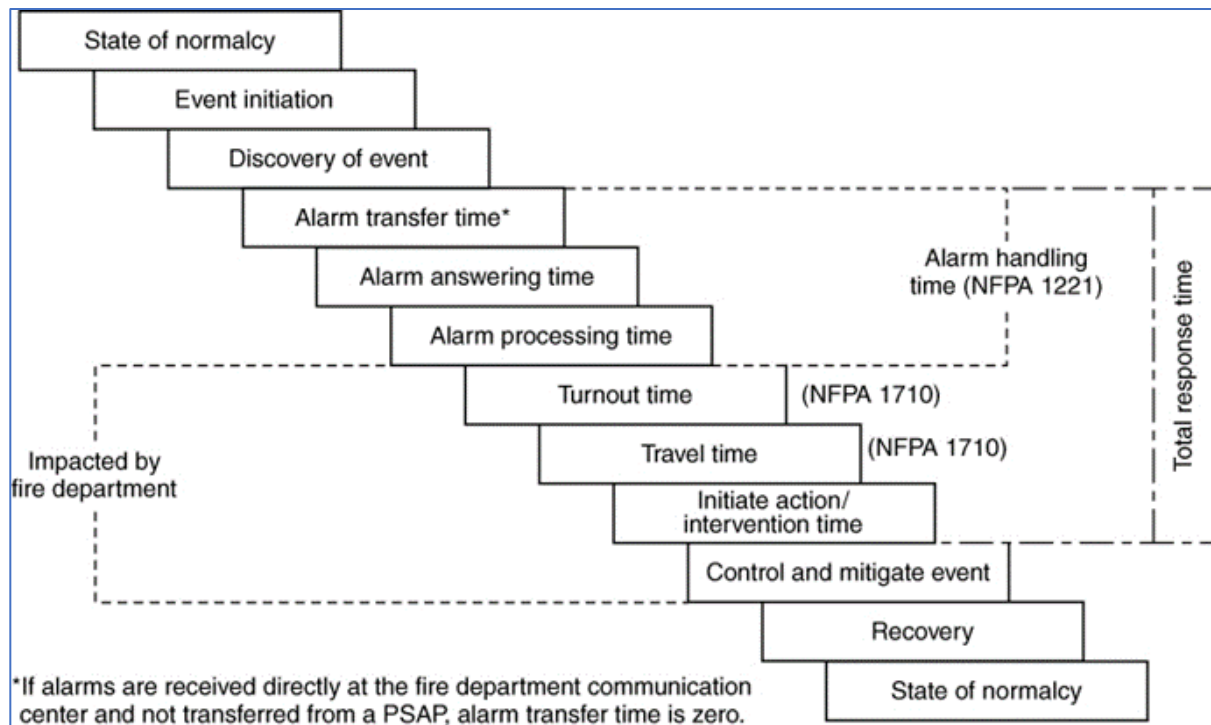 State of normalcy
Event initiation
Discovery of event
Alarm transfer time*
Alarm answering time
Alarm handling
time (NFPA 1221)
Alarm processing time
Total response time
Turnout time
(NFPA 1710)
Travel time
(NFPA 1710)
Impacted by
fire department
Initiate action/
intervention time
Control and mitigate event
Recovery
State of normalcy
*If alarms are received directly at the fire department communication
center and not transferred from a PSAP, alarm transfer time is zero.